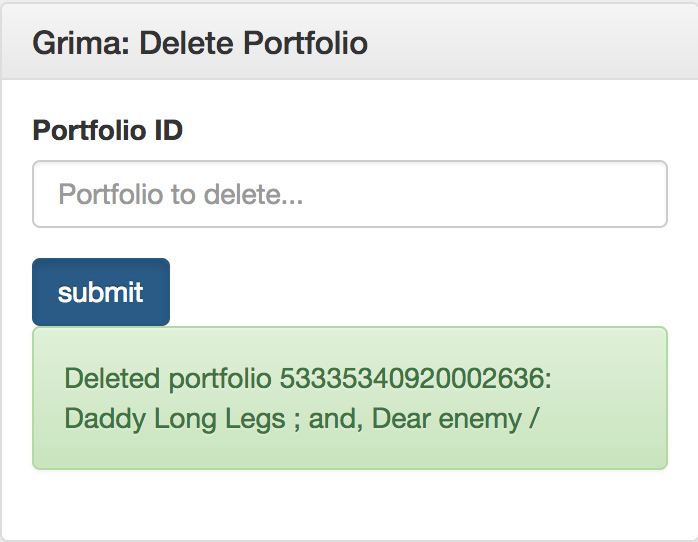 Grima: Delete Portfolio
Portfolio ID
Portfolio to delete...
submit
Deleted portfolio 53335340920002636:
Daddy Long Legs ; and, Dear enemy /